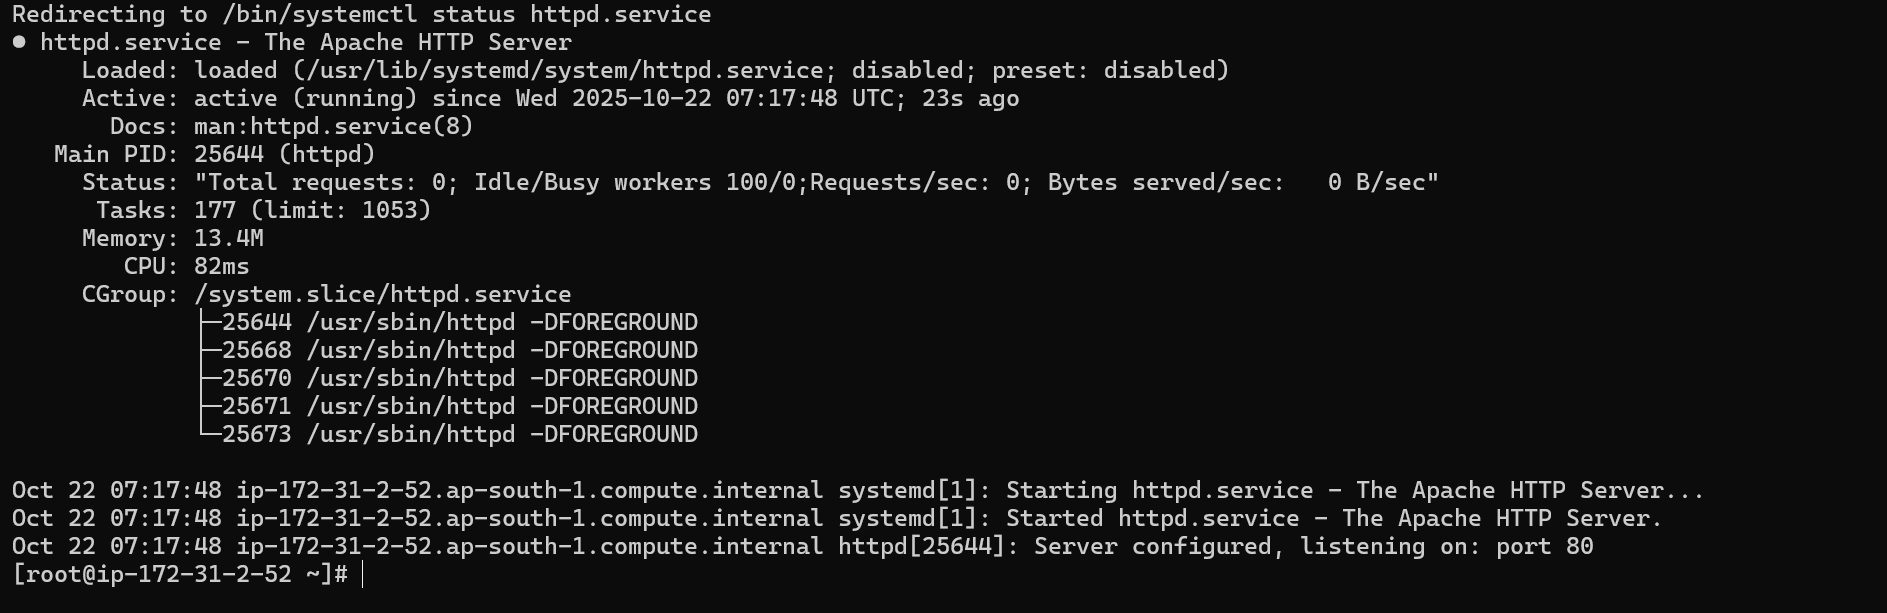 Redirecting to /bin/systemctl status httpd.service
● httpd.service - The Apache HTTP Server
     Loaded: loaded (/usr/lib/systemd/system/httpd.service; disabled; preset: disabled)
     Active: active (running) since Wed 2025-10-22 07:17:48 UTC; 23s ago
       Docs: man:httpd.service(8)
   Main PID: 25644 (httpd)
     Status: "Total requests: 0; Idle/Busy workers 100/0;Requests/sec: 0; Bytes served/sec:   0 B/sec"
      Tasks: 177 (limit: 1053)
     Memory: 13.4M
        CPU: 82ms
     CGroup: /system.slice/httpd.service
             ├─25644 /usr/sbin/httpd -DFOREGROUND
             ├─25668 /usr/sbin/httpd -DFOREGROUND
             ├─25670 /usr/sbin/httpd -DFOREGROUND
             ├─25671 /usr/sbin/httpd -DFOREGROUND
             └─25673 /usr/sbin/httpd -DFOREGROUND

Oct 22 07:17:48 ip-172-31-2-52.ap-south-1.compute.internal systemd[1]: Starting httpd.service - The Apache HTTP Server...
Oct 22 07:17:48 ip-172-31-2-52.ap-south-1.compute.internal systemd[1]: Started httpd.service - The Apache HTTP Server.
Oct 22 07:17:48 ip-172-31-2-52.ap-south-1.compute.internal httpd[25644]: Server configured, listening on: port 80
[root@ip-172-31-2-52 ~]#